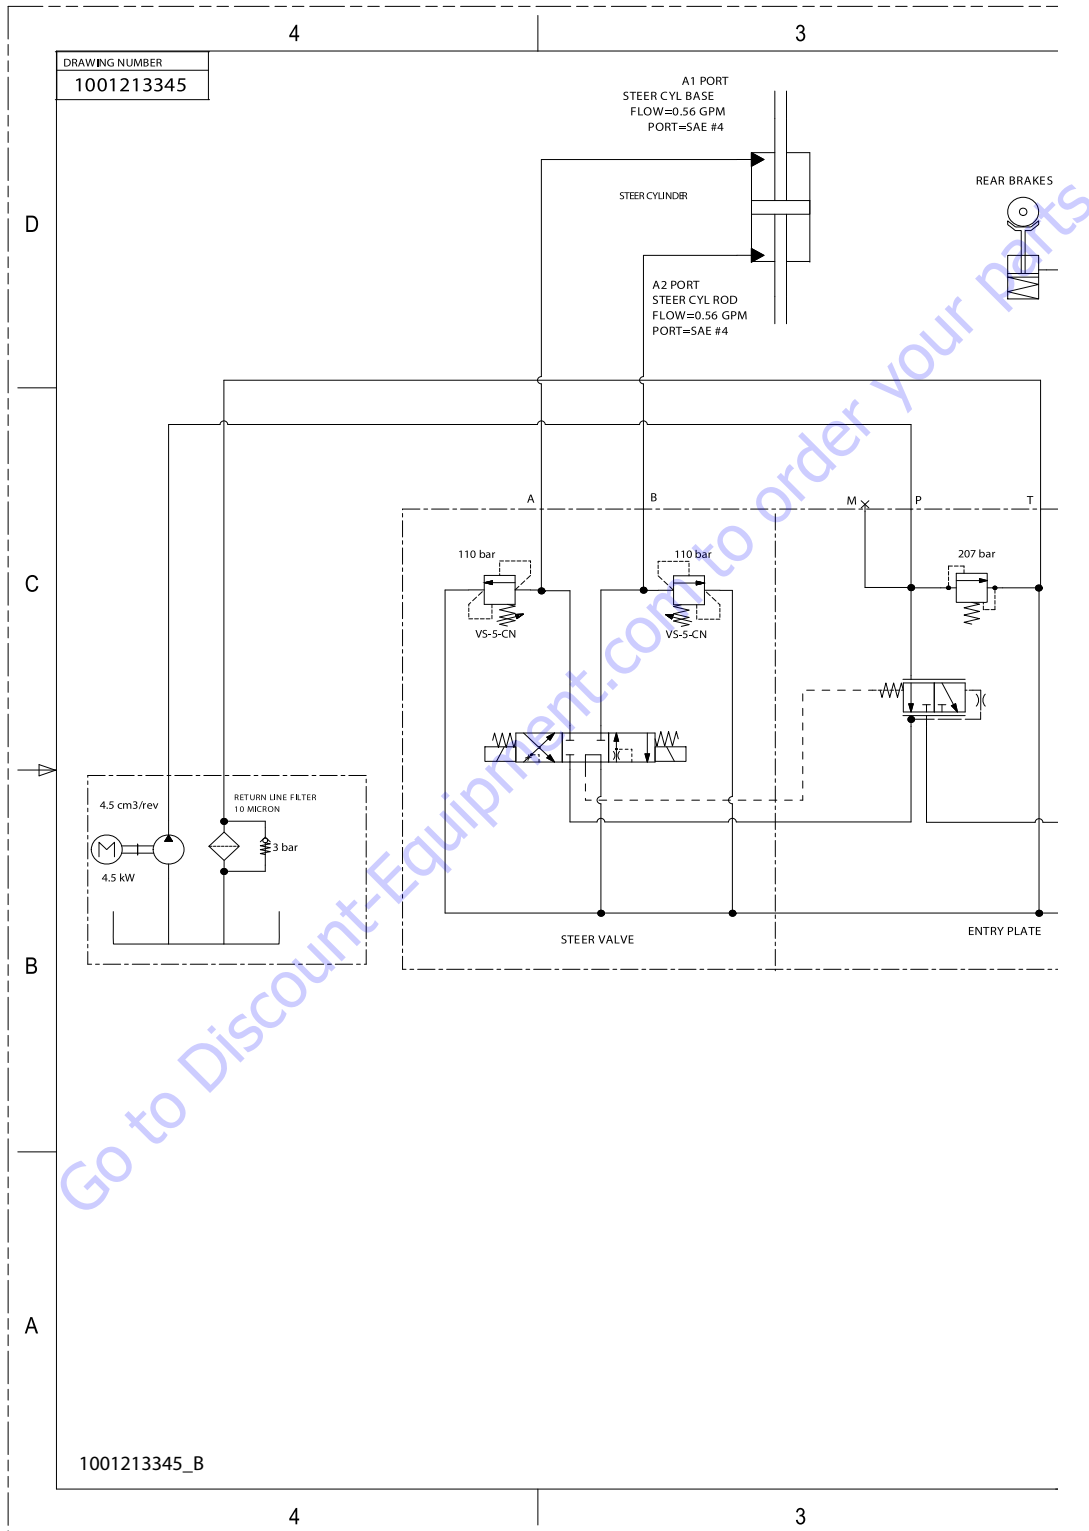 4
3
DRAWING NUMBER
1001213345
A1 PORT
STEER CYL BASE
FLOW=0.56 GPM
PORT=SAE #4
STEER CYLINDER
REAR BRAKES
D
A2 PORT
STEER CYL ROD
FLOW=0.56 GPM
PORT=SAE #4
A
B
M
P
T
110 bar
110 bar
207 bar
C
VS-5-CN
VS-5-CN
4.5 cm3/rev
RETURN LINE FILTER
10 MICRON
M
3 bar
4.5 kW
STEER VALVE
ENTRY PLATE
B
Go to Discount-Equipment.com to order your parts
A
1001213345_B
4
3